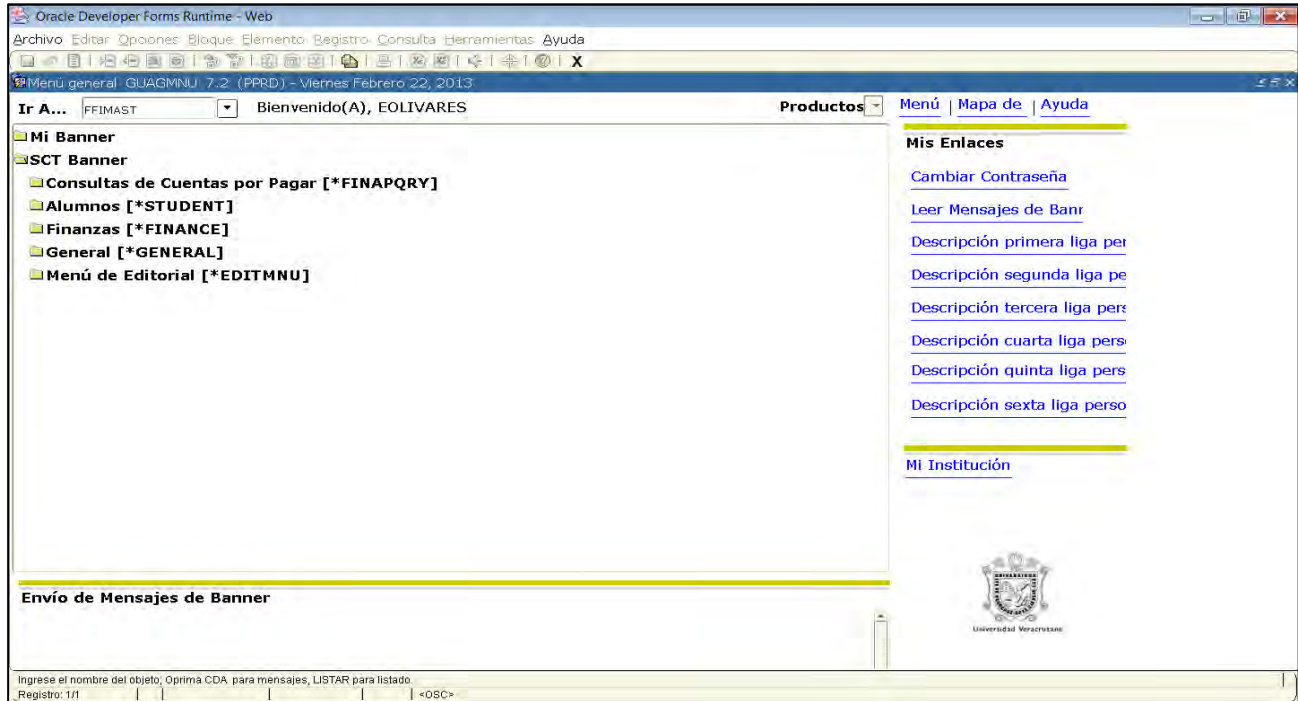 Oracle Developer Forms Runtime - Web
Archivo Editar Opciones Bloque Elemento Registro Consulta Herramientas Ayuda
X
Menú general GUAGMNU 7.2 (PPRD) - Viernes Febrero 22, 2013
Ir A... FFIMAST Bienvenido(A), EOLIVARES Productos Menú | Mapa de | Ayuda
Mi Banner
SCT Banner
Consultas de Cuentas por Pagar [*FINAPQRY]
Alumnos [*STUDENT]
Finanzas [*FINANCE]
General [*GENERAL]
Menú de Editorial [*EDITMNU]
Mis Enlaces
Cambiar Contraseña
Leer Mensajes de Banr
Descripción primera liga per
Descripción segunda liga pe
Descripción tercera liga pers
Descripción cuarta liga pers
Descripción quinta liga pers
Descripción sexta liga perso
Mi Institución
Universidad Veracruzana
Envío de Mensajes de Banner
Ingrese el nombre del objeto; Oprima CDA para mensajes, LISTAR para listado.
Registro: 1/1 <OSC>